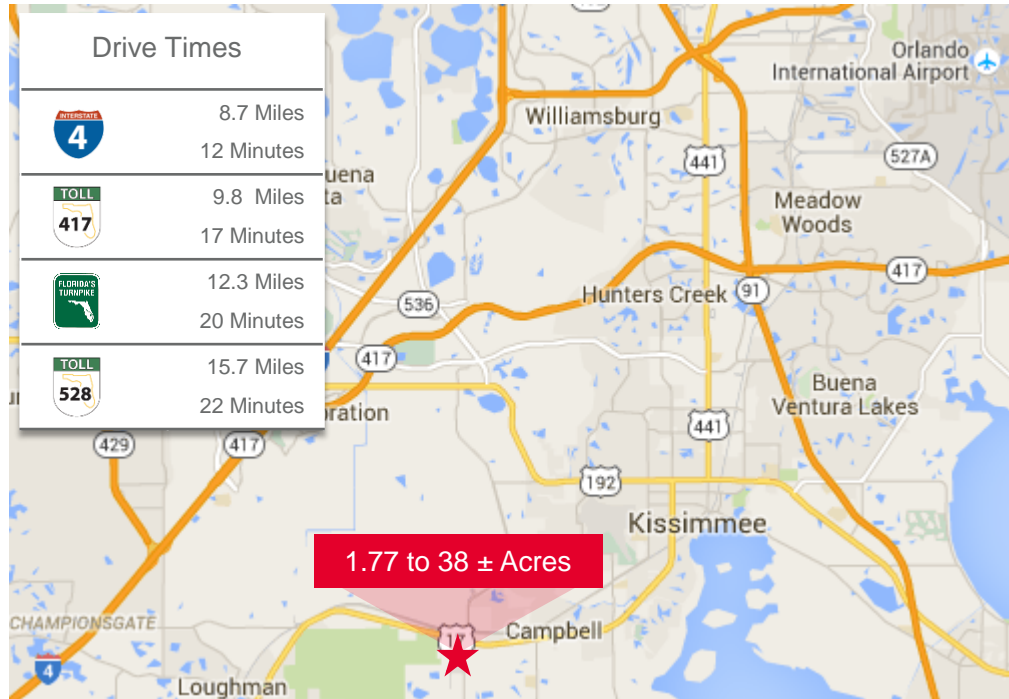 Drive Times
INTERSTATE
4
8.7 Miles
12 Minutes
TOLL
417
9.8 Miles
17 Minutes
FLORIDA'S
TURNPIKE
12.3 Miles
20 Minutes
TOLL
528
15.7 Miles
22 Minutes
Orlando
International Airport
Williamsburg
441
527A
uena
Meadow
Woods
417
Hunters Creek
91
536
417
Buena
Ventura Lakes
oration
441
429
417
192
Kissimmee
1.77 to 38 ± Acres
CHAMPIONSGATE
Campbell
4
Loughman